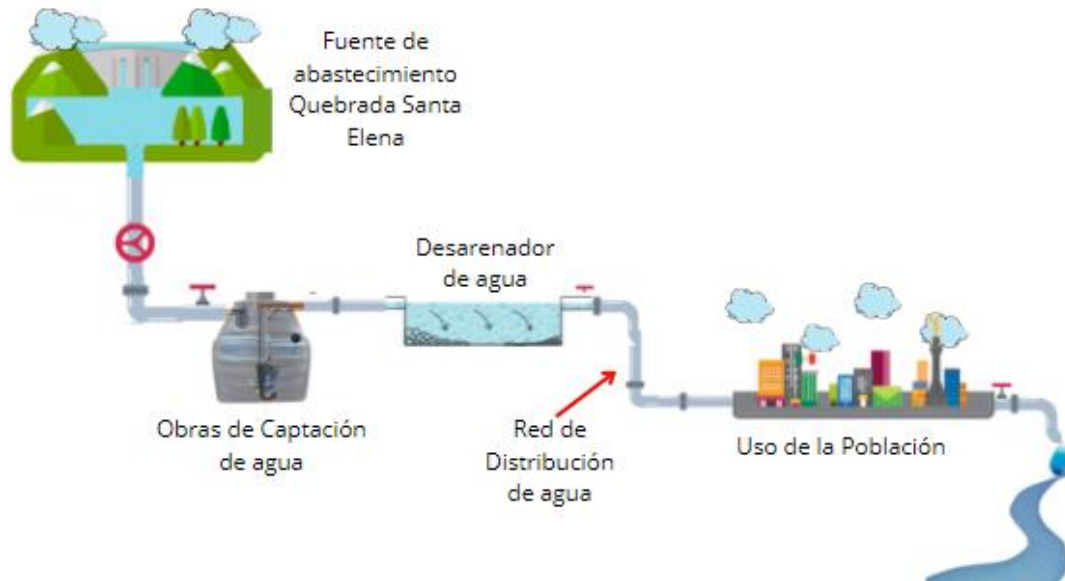 Fuente de
abastecimiento
Quebrada Santa
Elena
Desarenador
de agua
Obras de Captación
de agua
Red de
Distribución
de agua
Uso de la Población